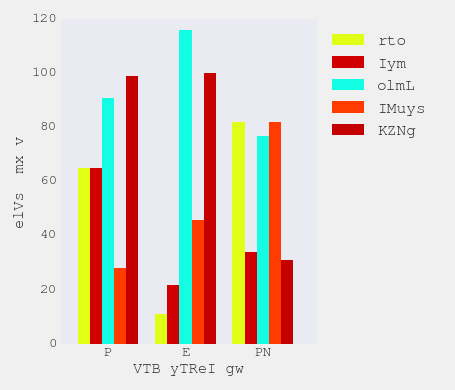 120
100
80
60
40
20
0
elVs  mx v
P
E
PN
VTB yTReI gw
rto
Iym
olmL
IMuys
KZNg